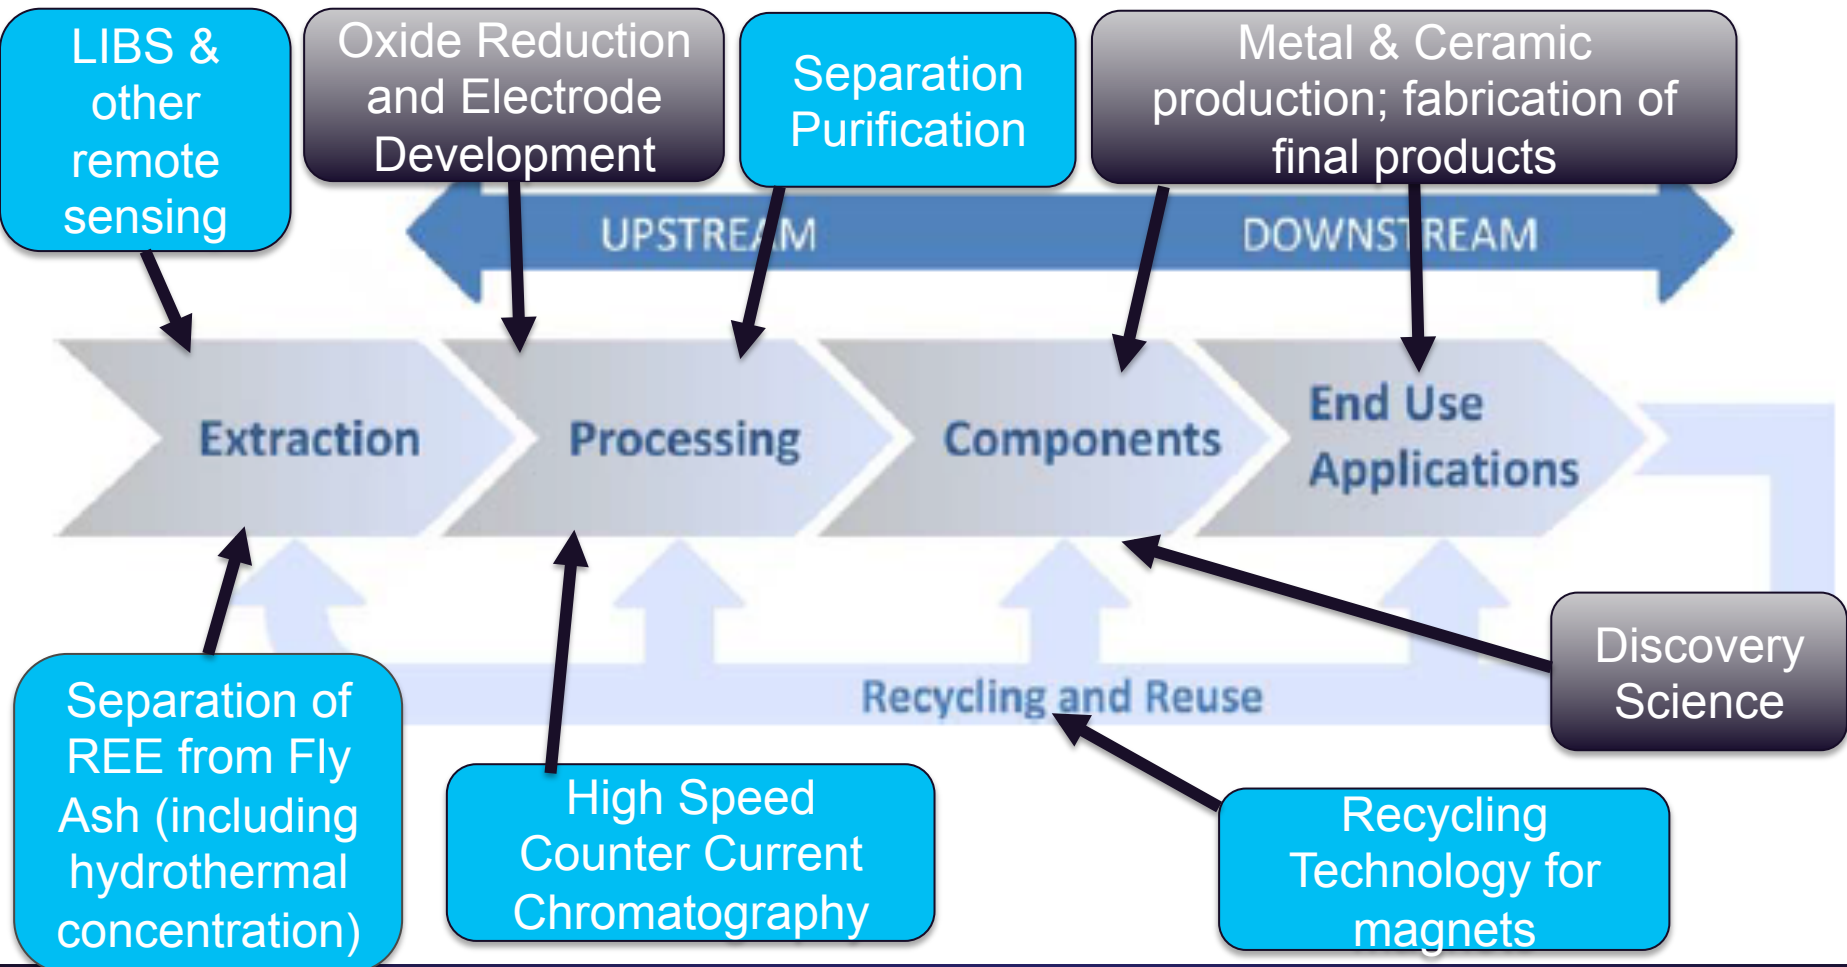 LIBS &
other
remote
sensing
Oxide Reduction
and Electrode
Development
Separation
Purification
Metal & Ceramic
production; fabrication of
final products
UPSTREAM
DOWNSTREAM
Extraction
Processing
Components
End Use
Applications
Recycling and Reuse
Discovery
Science
Separation of
REE from Fly
Ash (including
hydrothermal
concentration)
High Speed
Counter Current
Chromatography
Recycling
Technology for
magnets